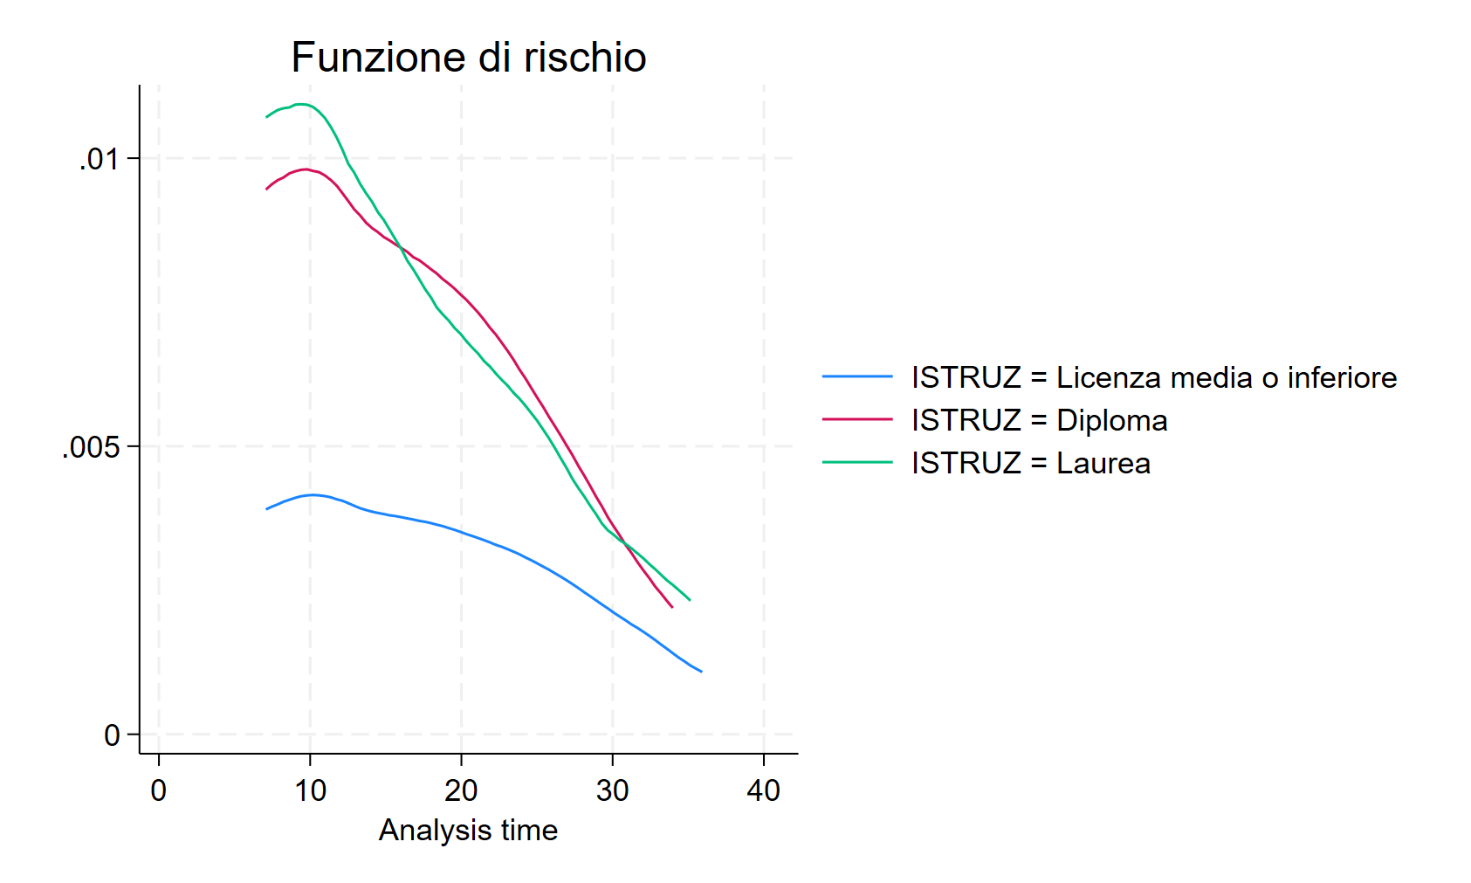 Funzione di rischio
.01
.005
0
0 10 20 30 40
Analysis time
ISTRUZ = Licenza media o inferiore
ISTRUZ = Diploma
ISTRUZ = Laurea